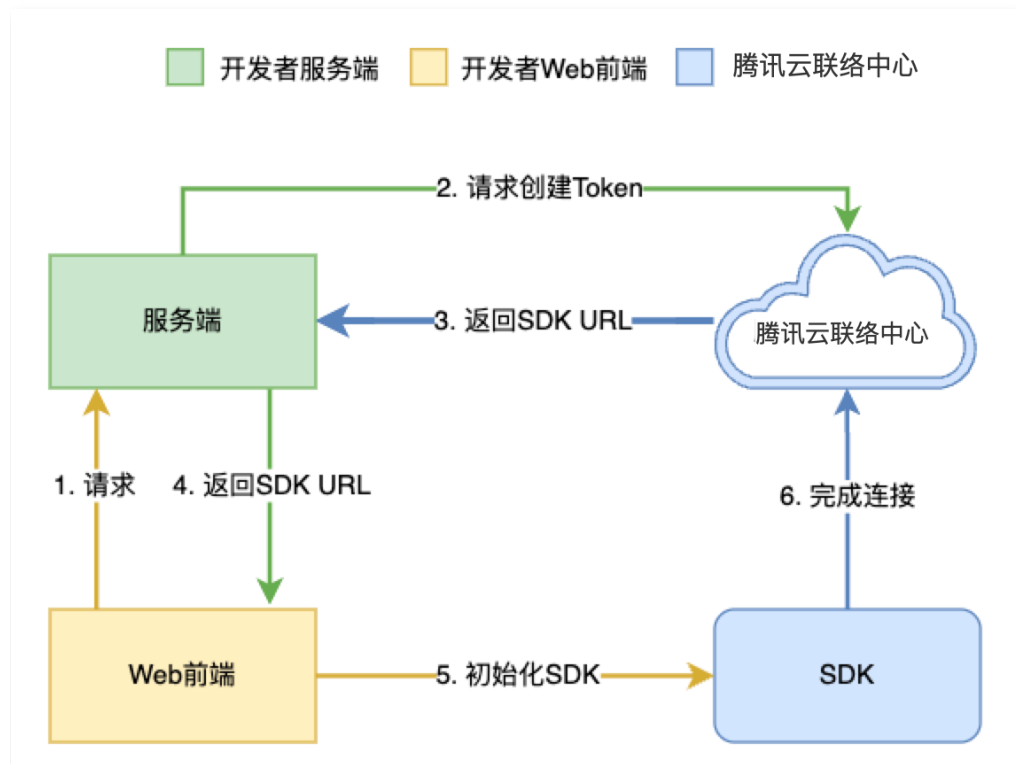 开发者服务端
开发者Web前端
腾讯云联络中心
2. 请求创建Token
服务端
3. 返回SDK URL
腾讯云联络中心
1. 请求
4. 返回SDK URL
6. 完成连接
Web前端
5. 初始化SDK
SDK